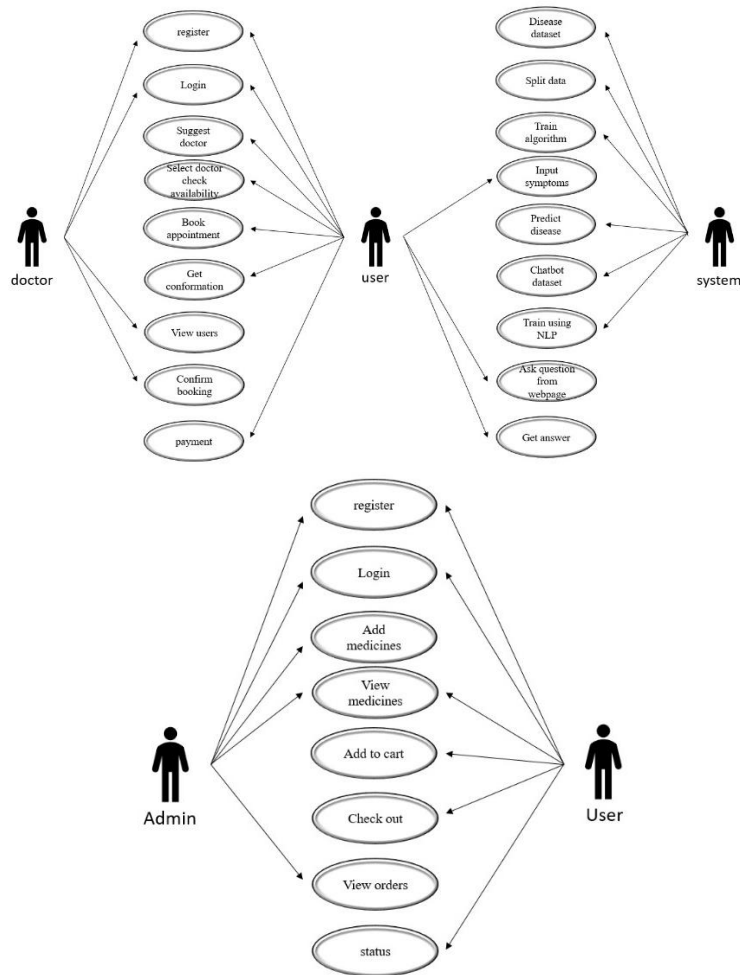 register
Login
Suggest
doctor
Select doctor
check
availability
Book
appointment
Get
conformation
View users
Confirm
booking
payment
doctor
user
Disease
dataset
Split data
Train
algorithm
Input
symptoms
Predict
disease
Chatbot
dataset
Train using
NLP
Ask question
from
webpage
Get answer
system
register
Login
Add
medicines
View
medicines
Add to cart
Check out
View orders
status
Admin
User